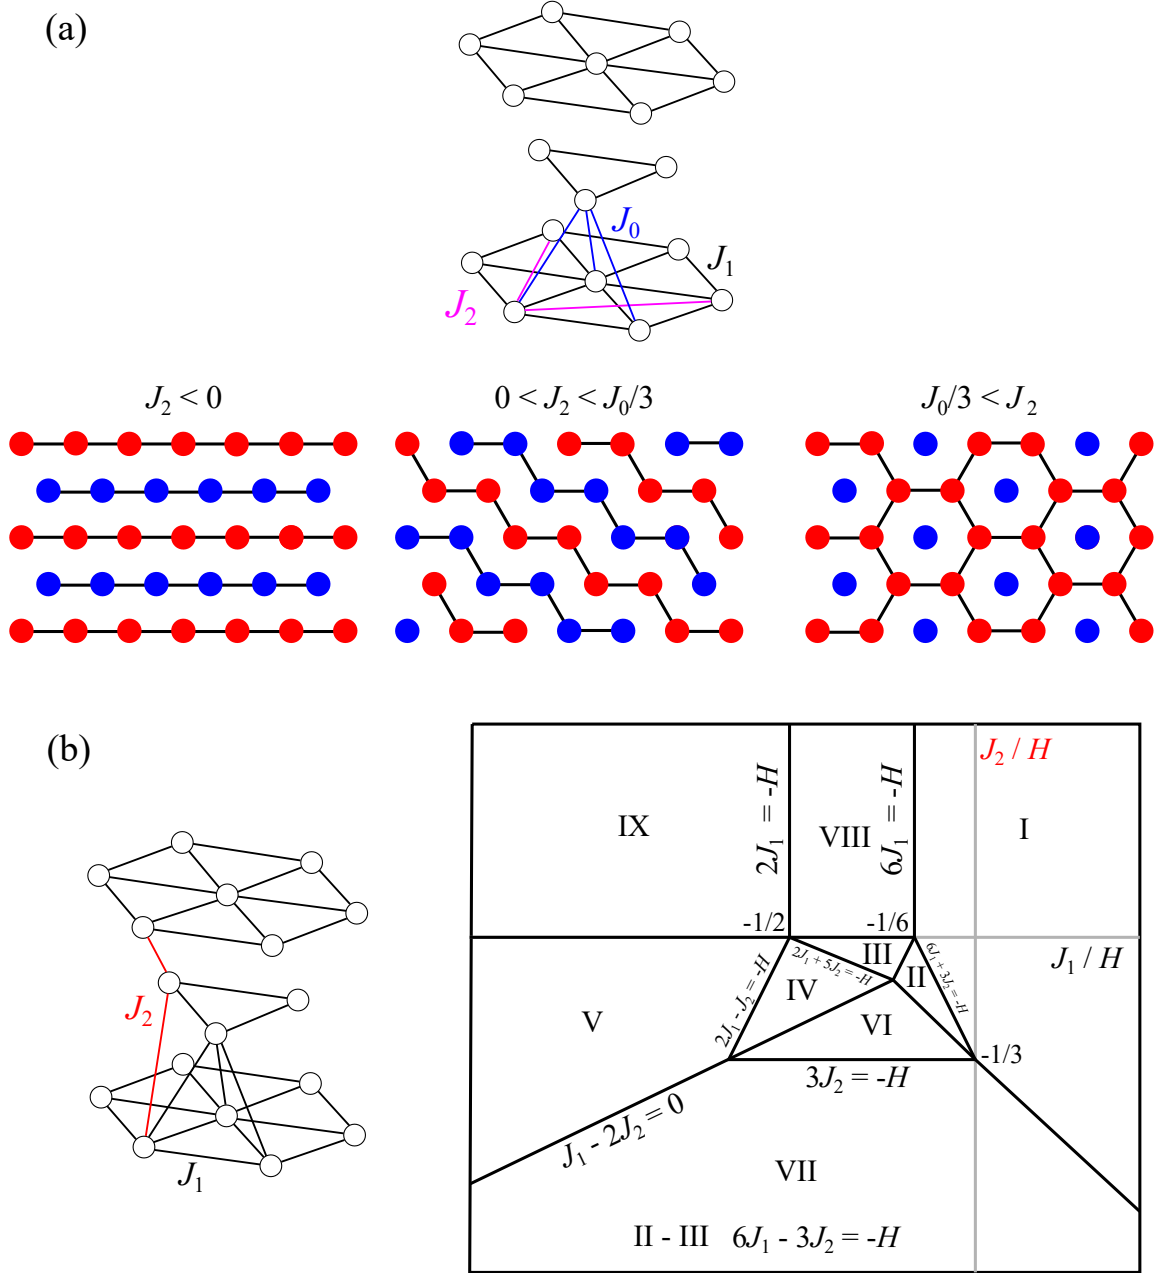 (a)
J₀
J₁
J₂
J₂ < 0
0 < J₂ < J₀/3
J₀/3 < J₂
(b)
J₂
J₁
J₂ / H
IX
2J₁ = -H
VIII
6J₁ = -H
I
-1/2
-1/6
J₁ / H
III
II
2J₁ + 5J₂ = -H
6J₁ + 3J₂ = -H
2J₁ - J₂ = -H
IV
V
VI
-1/3
3J₂ = -H
J₁ - 2J₂ = 0
VII
II - III 6J₁ - 3J₂ = -H